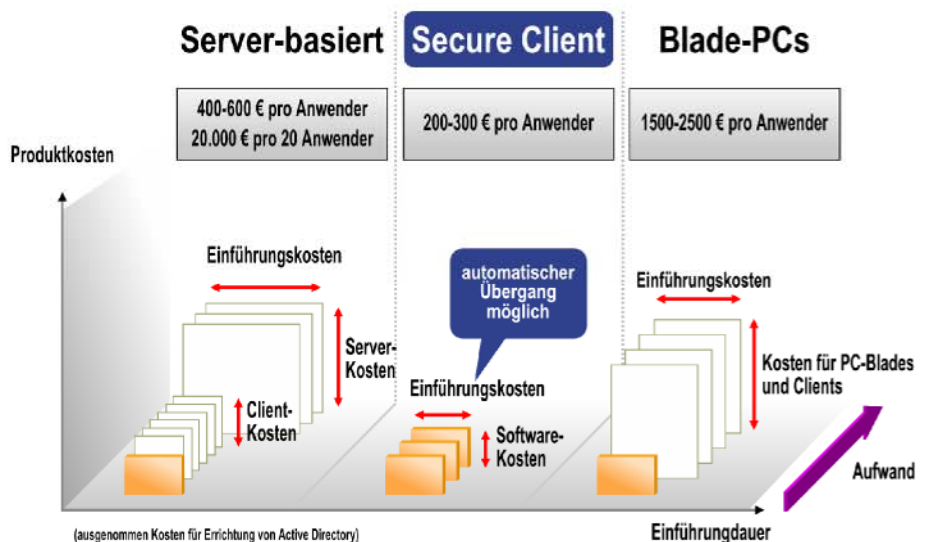 Server-basiert
Secure Client
Blade-PCs
400-600 € pro Anwender
20.000 € pro 20 Anwender
200-300 € pro Anwender
1500-2500 € pro Anwender
Produktkosten
Einführungskosten
Server-
Kosten
Client-
Kosten
automatischer
Übergang
möglich
Einführungskosten
Software-
Kosten
Einführungskosten
Kosten für PC-Blades
und Clients
Aufwand
Einführungdauer
(ausgenommen Kosten für Errichtung von Active Directory)